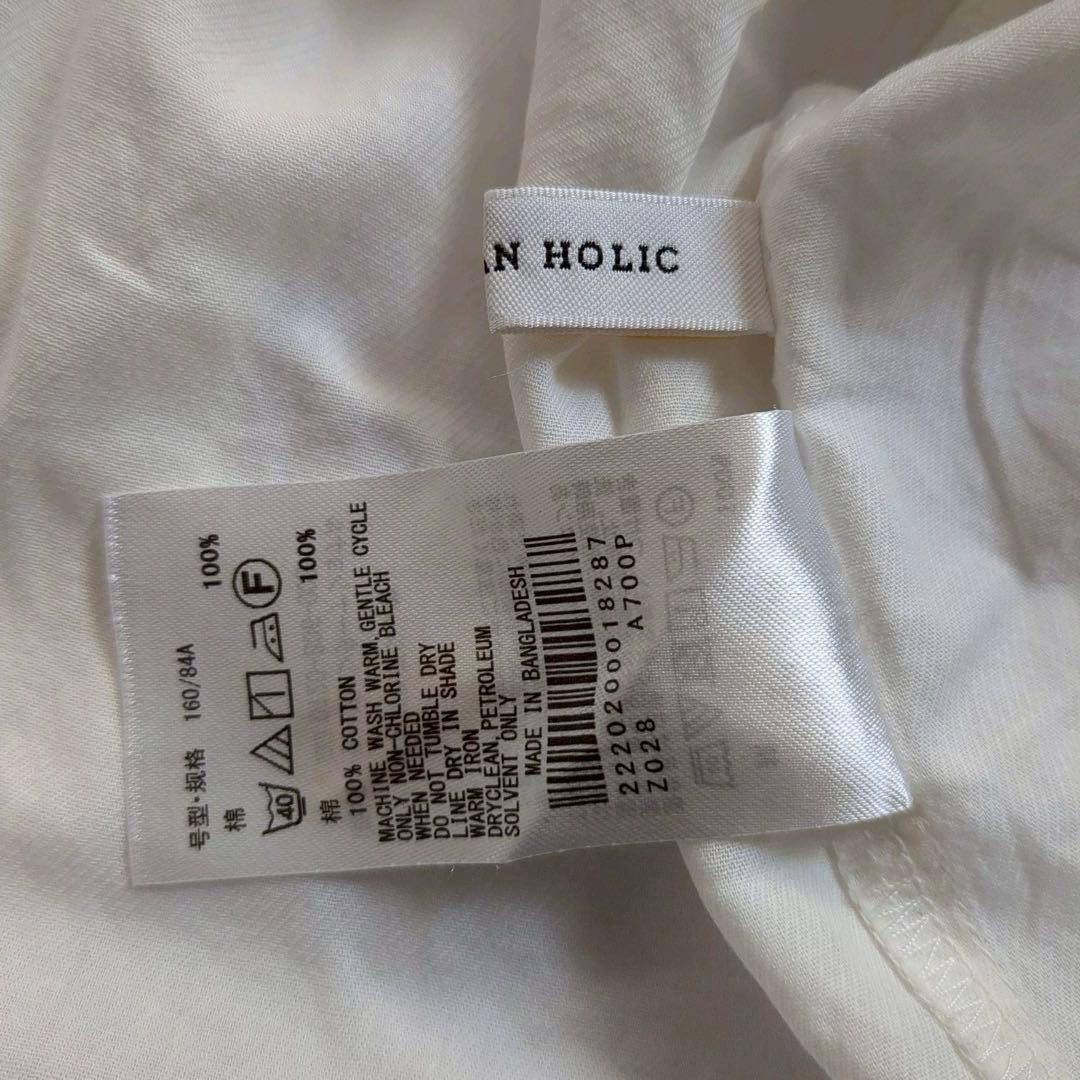 AN HOLIC
号型·规格 160/84A
棉 100%
40
1
F
棉 100%
100% COTTON
MACHINE WASH WARM,GENTLE CYCLE
ONLY NON-CHLORINE BLEACH
WHEN NEEDED
DO NOT TUMBLE DRY
LINE DRY IN SHADE
WARM IRON
DRYCLEAN,PETROLEUM
SOLVENT ONLY
MADE IN BANGLADESH
2220200018287
Z028 A700P